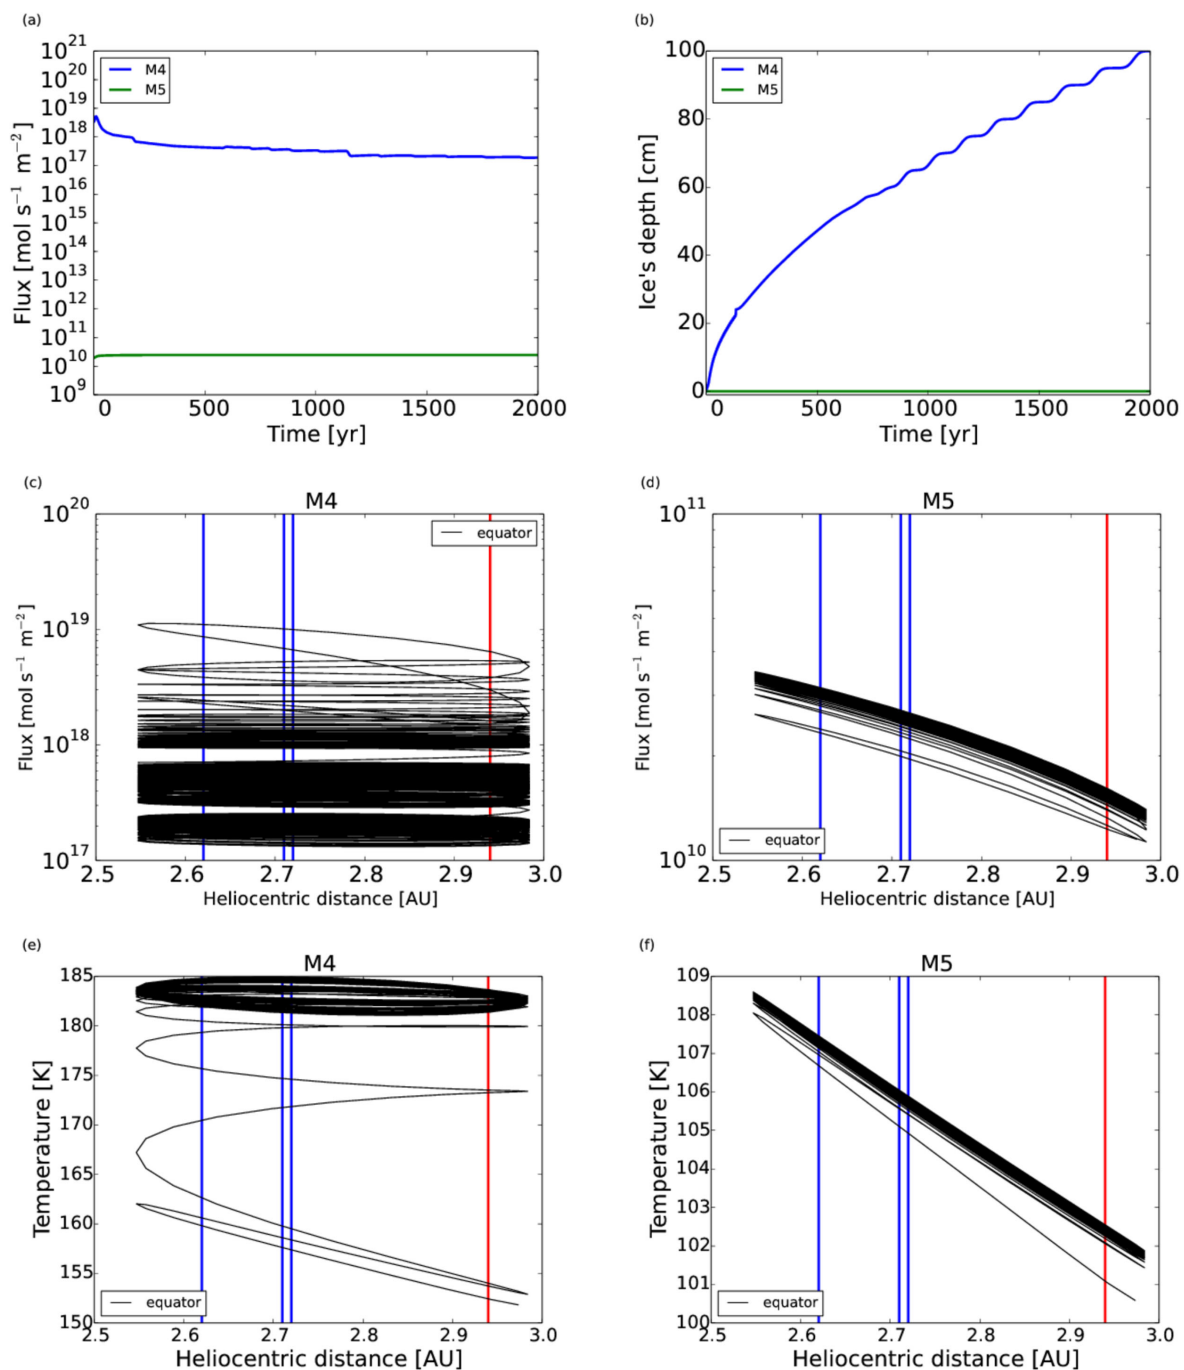 (a)
10^21
10^20
10^19
10^18
10^17
10^16
10^15
10^14
10^13
10^12
10^11
10^10
10^9
Flux [mol s^−1 m^−2]
M4
M5
0 500 1000 1500 2000
Time [yr]
(b)
100
80
60
40
20
0
Ice's depth [cm]
M4
M5
0 500 1000 1500 2000
Time [yr]
(c)
M4
10^20
10^19
10^18
10^17
Flux [mol s^−1 m^−2]
equator
2.5 2.6 2.7 2.8 2.9 3.0
Heliocentric distance [AU]
(d)
M5
10^11
10^10
Flux [mol s^−1 m^−2]
equator
2.5 2.6 2.7 2.8 2.9 3.0
Heliocentric distance [AU]
(e)
M4
185
180
175
170
165
160
155
150
Temperature [K]
equator
2.5 2.6 2.7 2.8 2.9 3.0
Heliocentric distance [AU]
(f)
M5
109
108
107
106
105
104
103
102
101
100
Temperature [K]
equator
2.5 2.6 2.7 2.8 2.9 3.0
Heliocentric distance [AU]